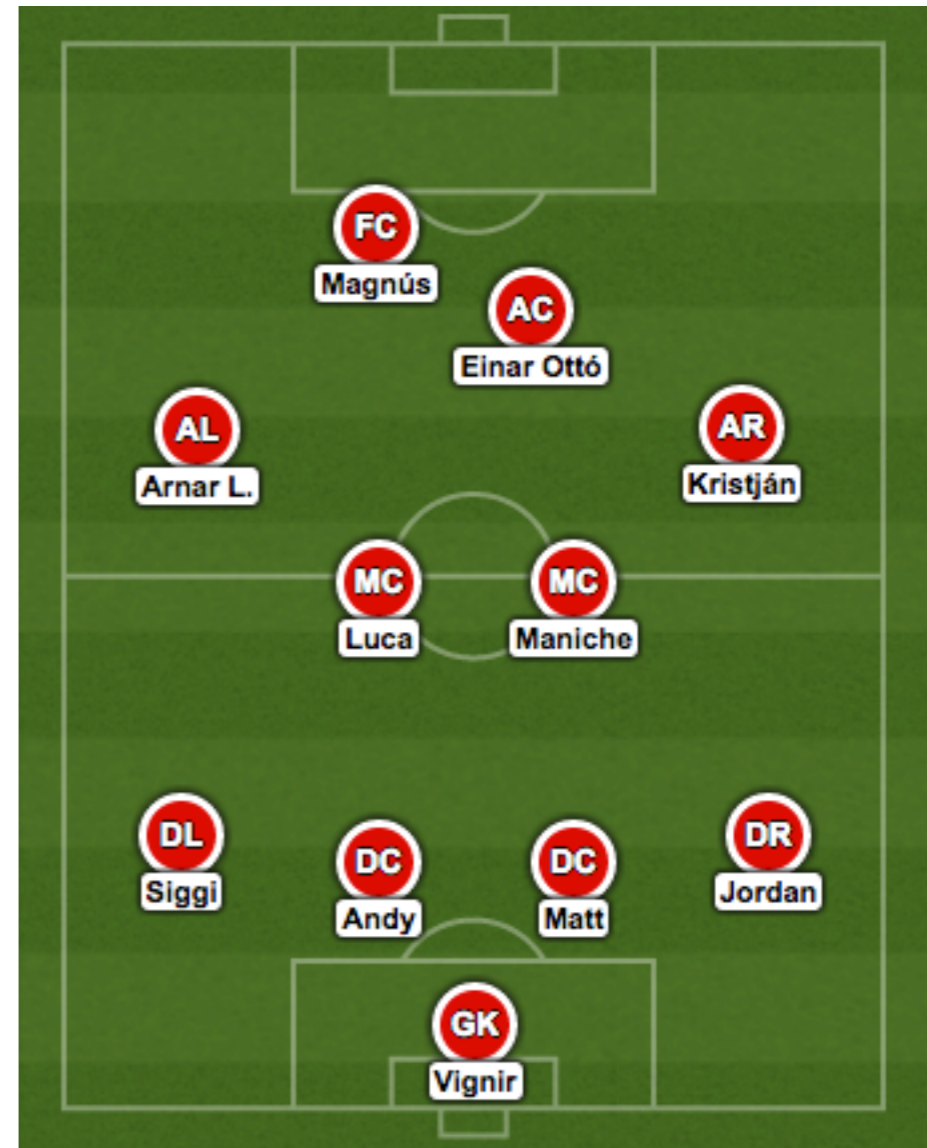 FC
Magnús
AC
Einar Ottó
AL
Arnar L.
AR
Kristján
MC
Luca
MC
Maniche
DL
Siggi
DC
Andy
DC
Matt
DR
Jordan
GK
Vignir